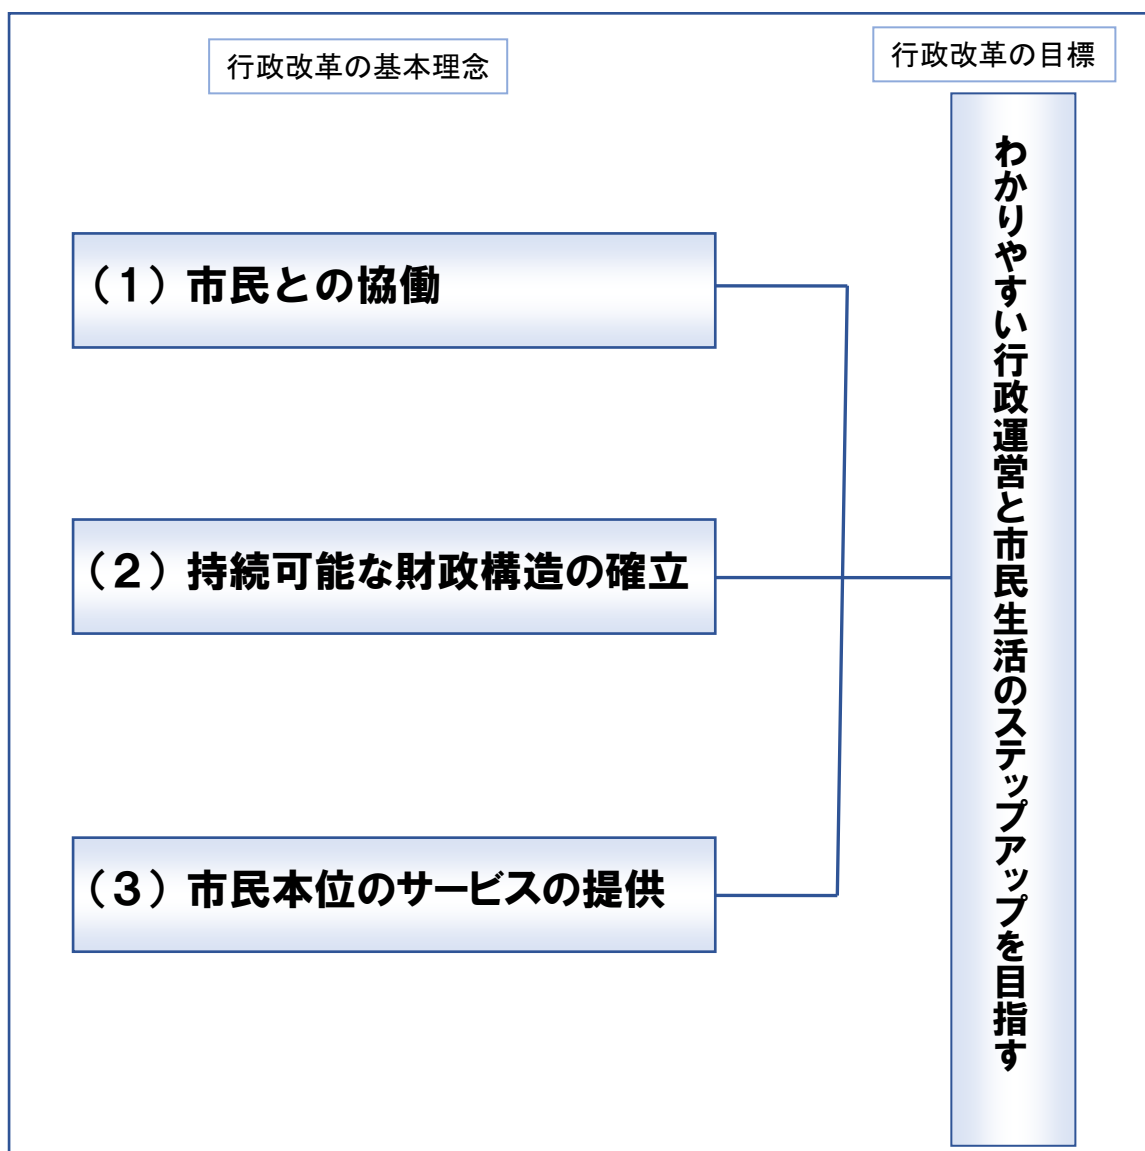 行政改革の基本理念
行政改革の目標
（１）市民との協働
（２）持続可能な財政構造の確立
（３）市民本位のサービスの提供
わかりやすい行政運営と市民生活のステップアップを目指す